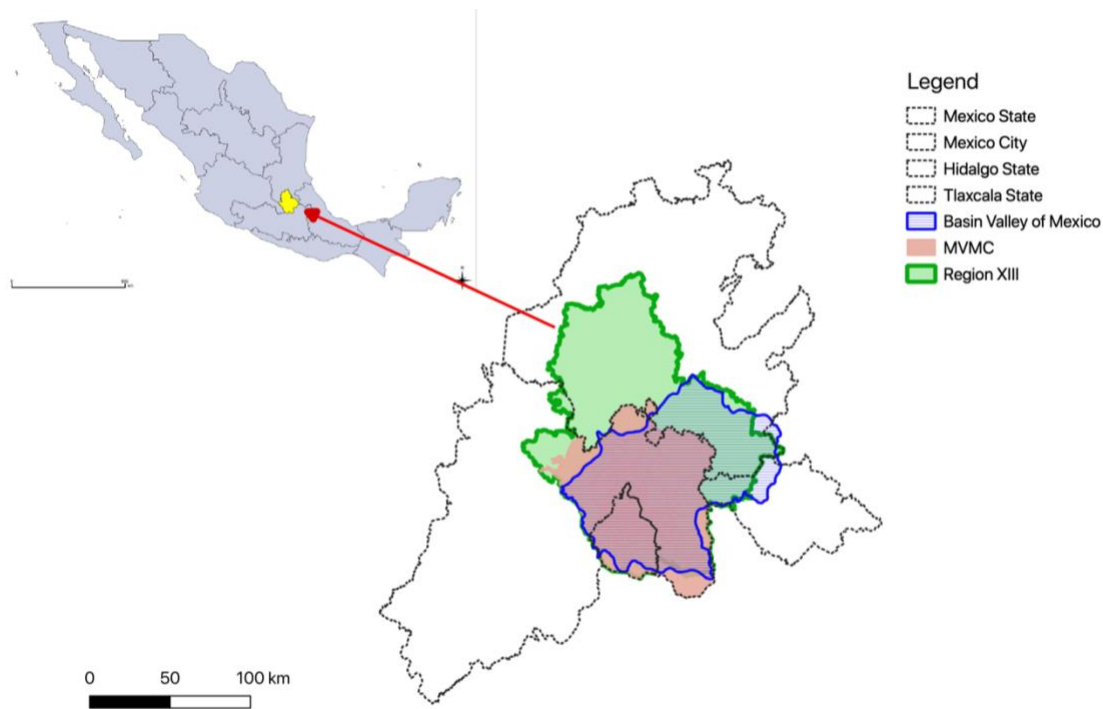 Legend
Mexico State
Mexico City
Hidalgo State
Tlaxcala State
Basin Valley of Mexico
MVMC
Region XIII
0 50 100 km